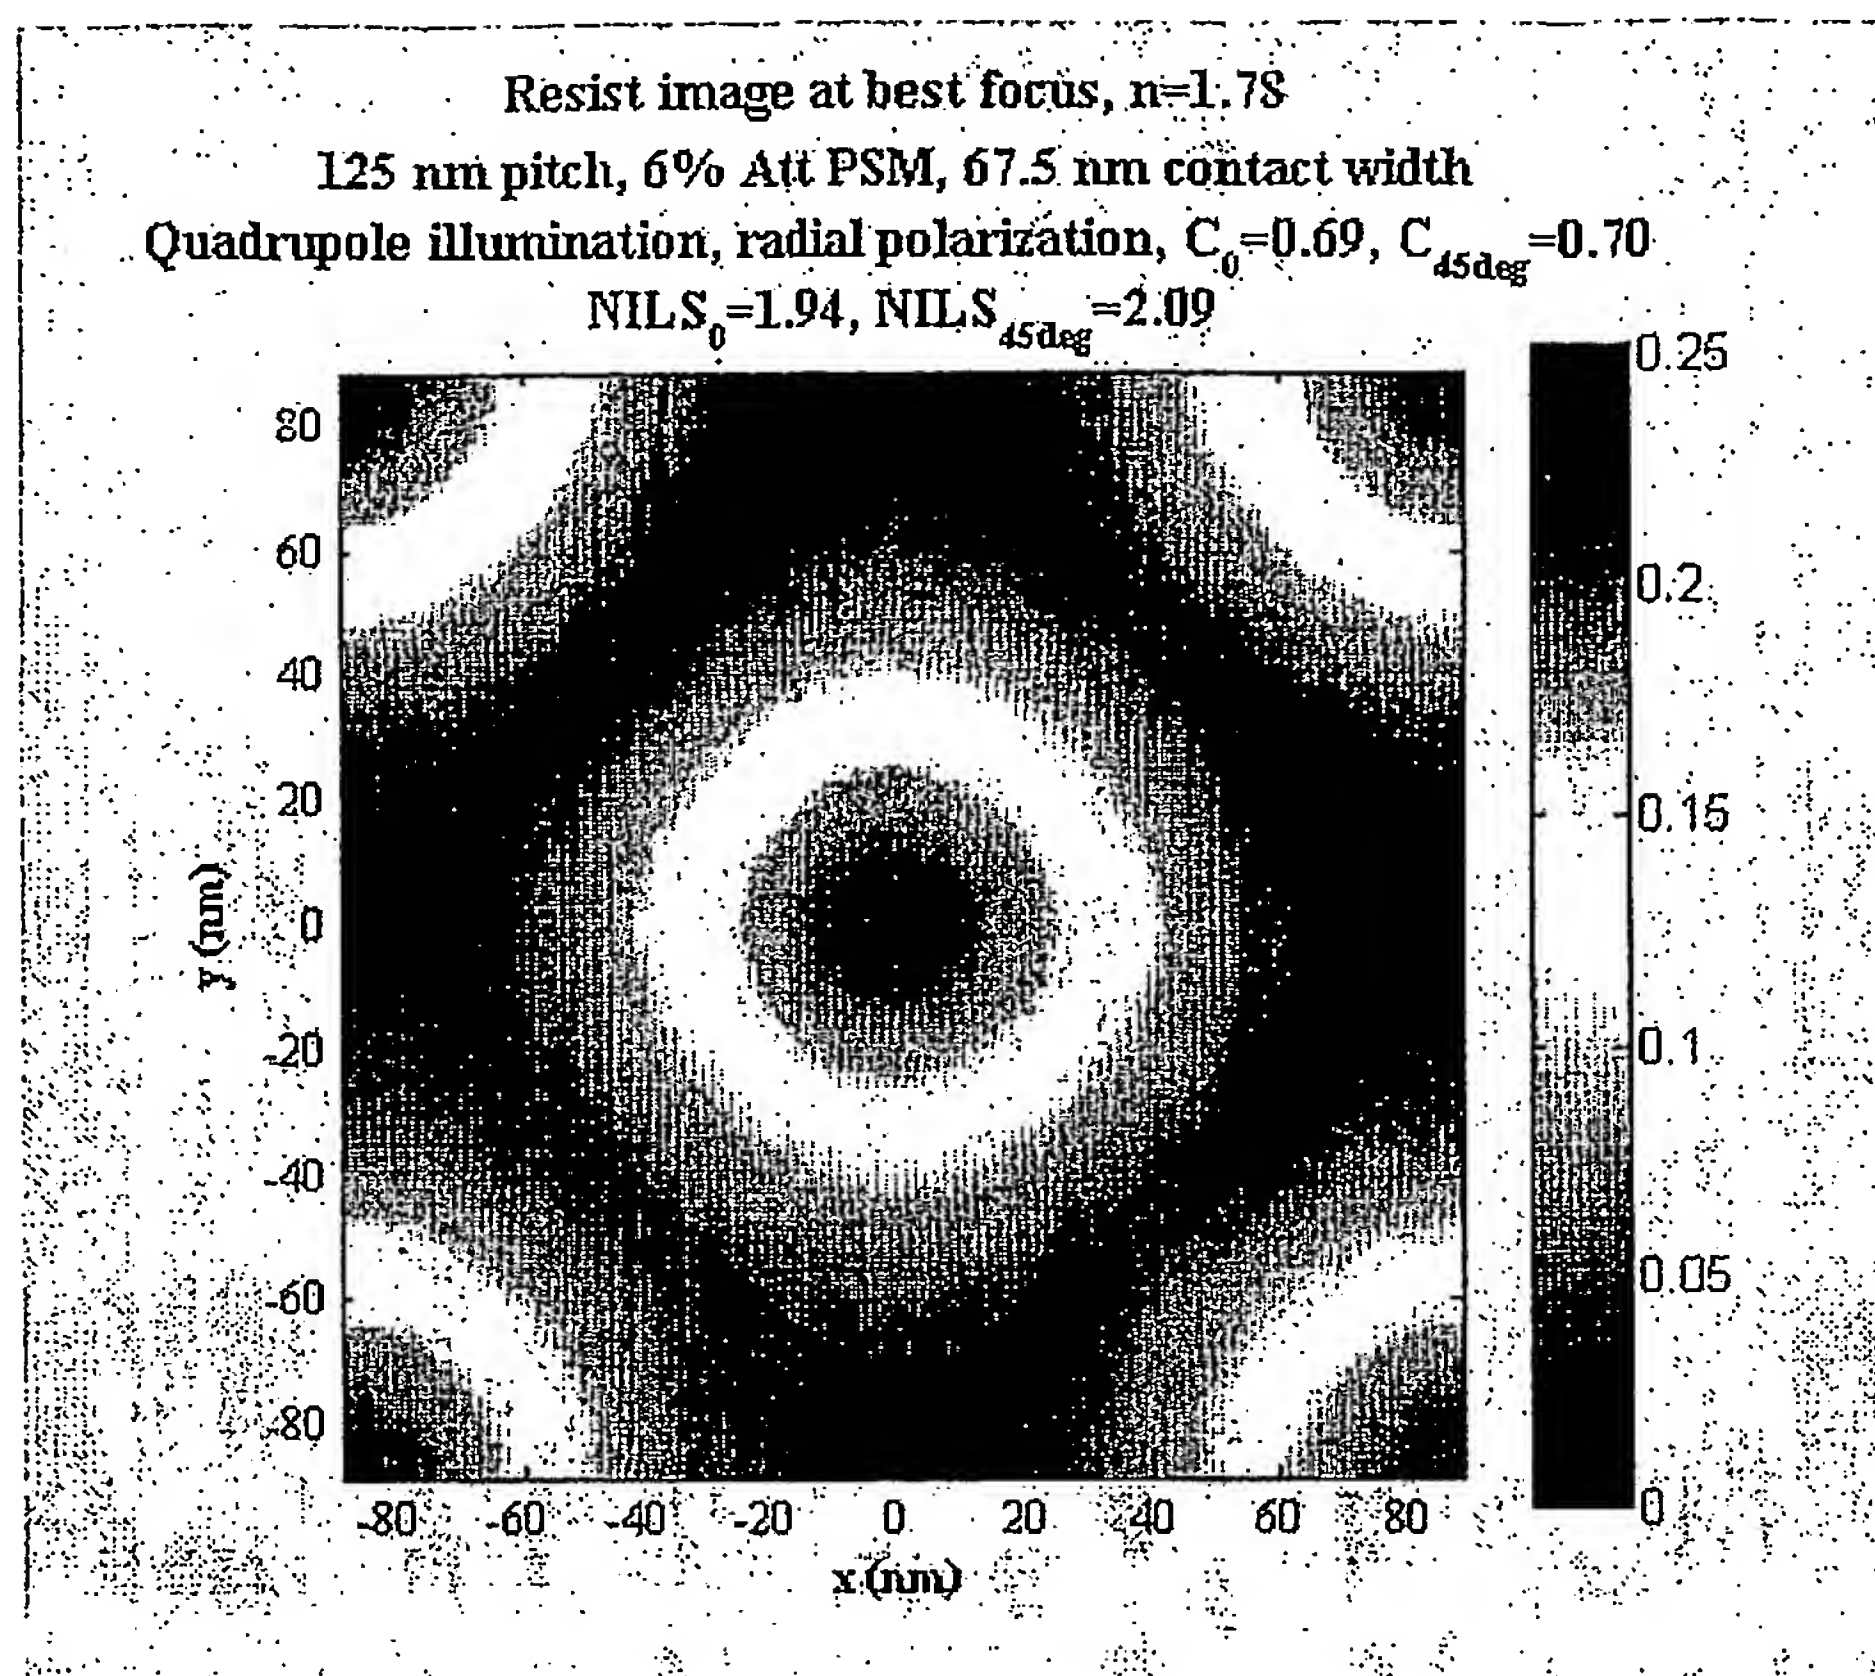 Resist image at best focus, n=1.78
125 nm pitch, 6% Att PSM, 67.5 nm contact width
Quadrupole illumination, radial polarization, C0=0.69, C45deg=0.70
NILS0=1.94, NILS45deg=2.09
0.25
0.2
0.15
0.1
0.05
0
80
60
40
20
0
-20
-40
-60
-80
y (nm)
-80 -60 -40 -20 0 20 40 60 80
x (nm)